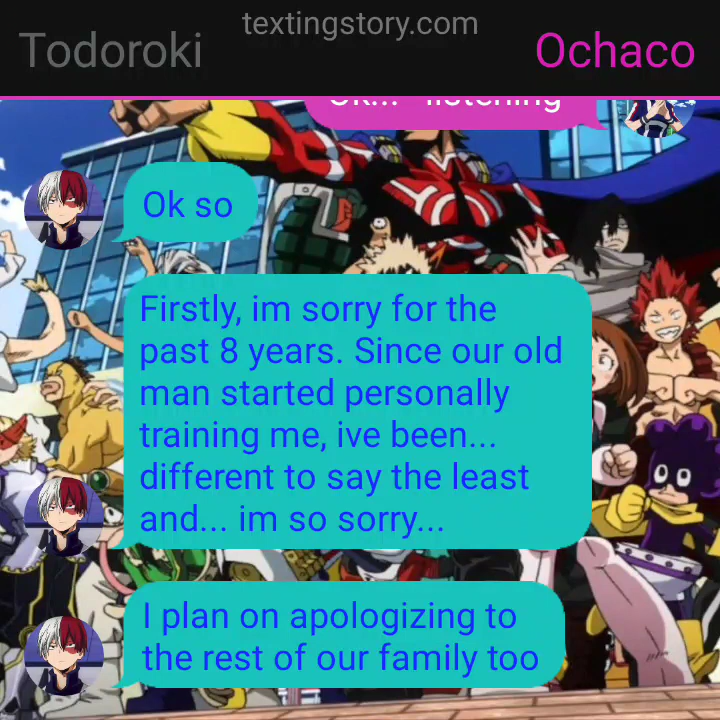 textingstory.com
Todoroki
Ochaco
Ok... listening
Ok so
Firstly, im sorry for the
past 8 years. Since our old
man started personally
training me, ive been...
different to say the least
and... im so sorry...
I plan on apologizing to
the rest of our family too